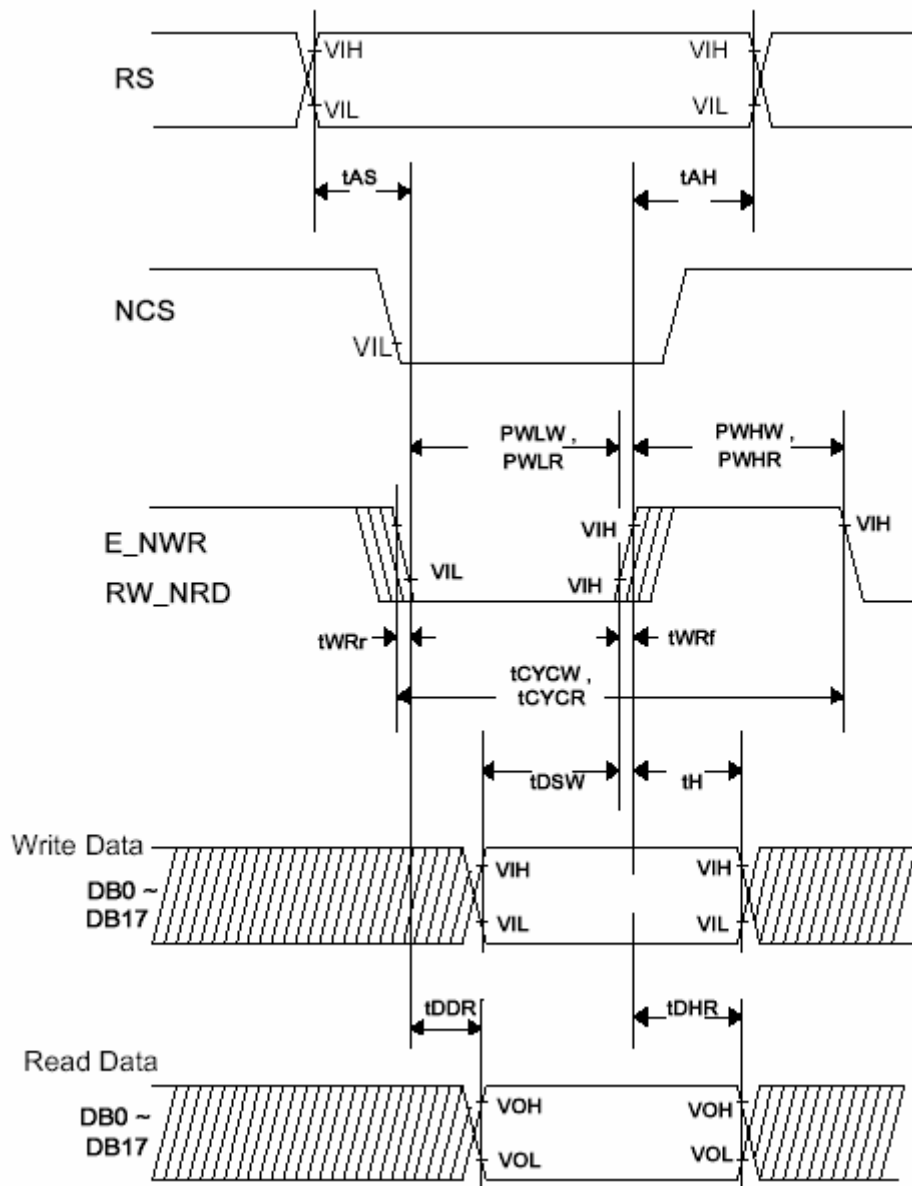 VIH VIH
RS
VIL VIL
tAS tAH
NCS
VIL
PWLW , PWHW ,
PWLR PWHR
E_NWR VIH VIH
VIL
RW_NRD VIH
tWRr tWRf
tCYCW ,
tCYCR
tDSW tH
Write Data
DB0 ~ VIH VIH
DB17 VIL VIL
tDDR tDHR
Read Data
DB0 ~ VOH VOH
DB17 VOL VOL